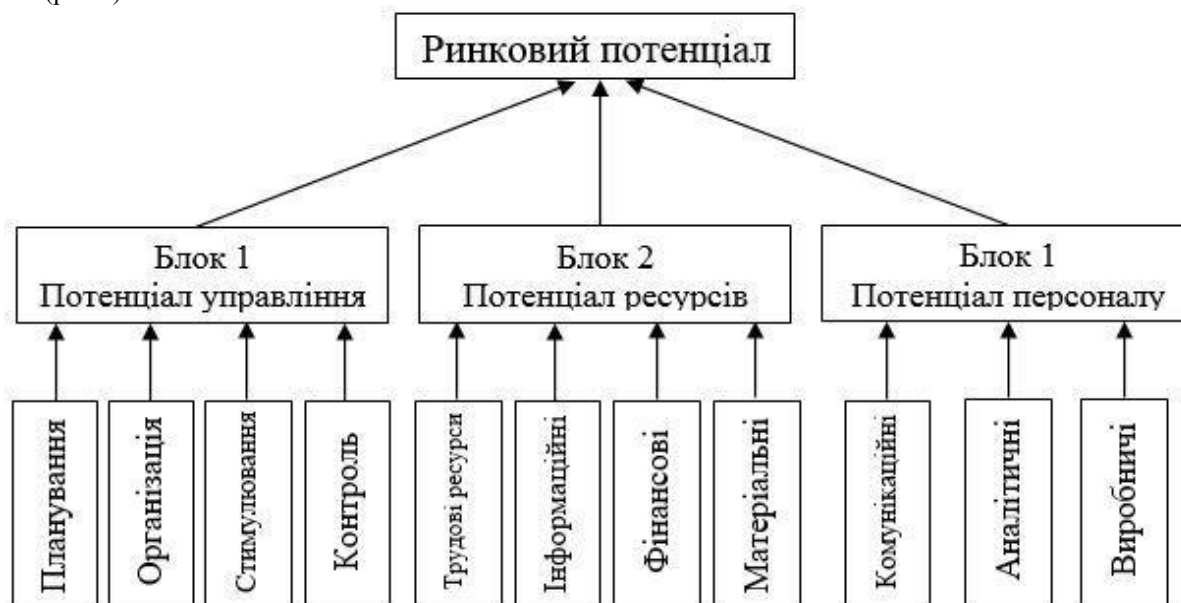 Ринковий потенціал
Блок 1
Потенціал управління
Блок 2
Потенціал ресурсів
Блок 1
Потенціал персоналу
Планування
Організація
Стимулювання
Контроль
Трудові ресурси
Інформаційні
Фінансові
Матеріальні
Комунікаційні
Аналітичні
Виробничі